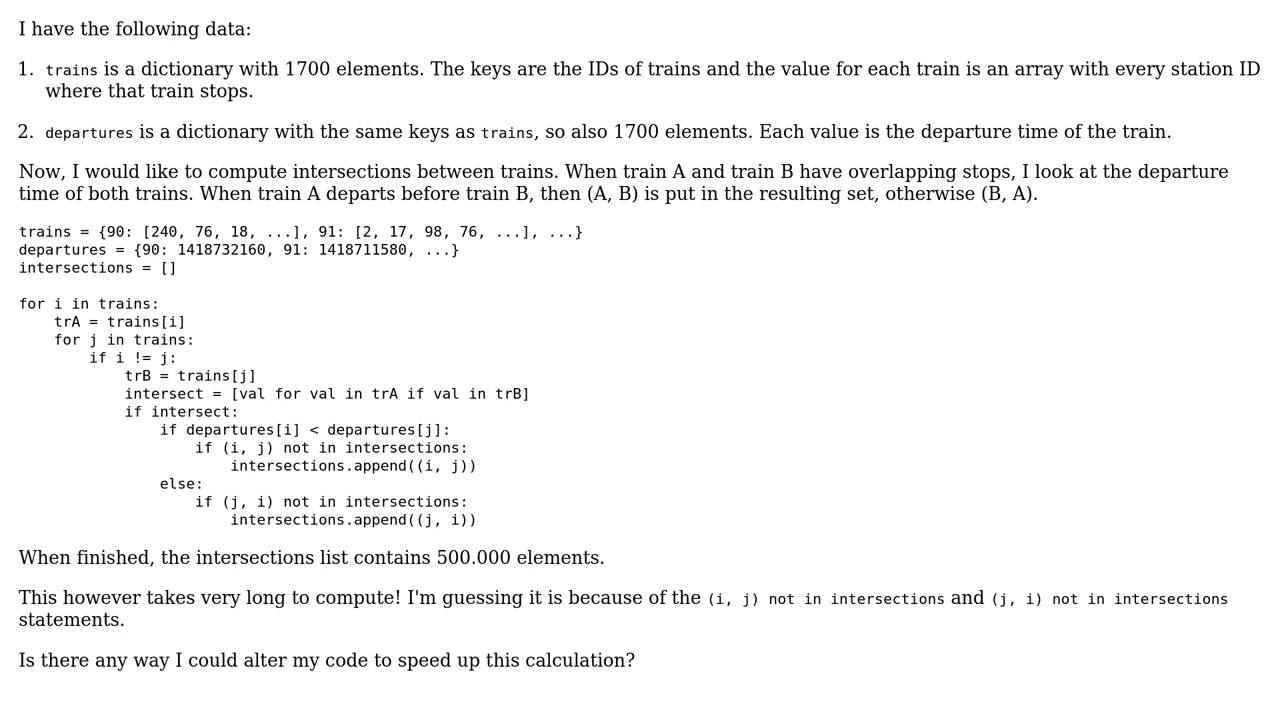 I have the following data:
1. trains is a dictionary with 1700 elements. The keys are the IDs of trains and the value for each train is an array with every station ID
where that train stops.
2. departures is a dictionary with the same keys as trains, so also 1700 elements. Each value is the departure time of the train.
Now, I would like to compute intersections between trains. When train A and train B have overlapping stops, I look at the departure
time of both trains. When train A departs before train B, then (A, B) is put in the resulting set, otherwise (B, A).
trains = {90: [240, 76, 18, ...], 91: [2, 17, 98, 76, ...], ...}
departures = {90: 1418732160, 91: 1418711580, ...}
intersections = []

for i in trains:
    trA = trains[i]
    for j in trains:
        if i != j:
            trB = trains[j]
            intersect = [val for val in trA if val in trB]
            if intersect:
                if departures[i] < departures[j]:
                    if (i, j) not in intersections:
                        intersections.append((i, j))
                else:
                    if (j, i) not in intersections:
                        intersections.append((j, i))
When finished, the intersections list contains 500.000 elements.
This however takes very long to compute! I'm guessing it is because of the (i, j) not in intersections and (j, i) not in intersections
statements.
Is there any way I could alter my code to speed up this calculation?